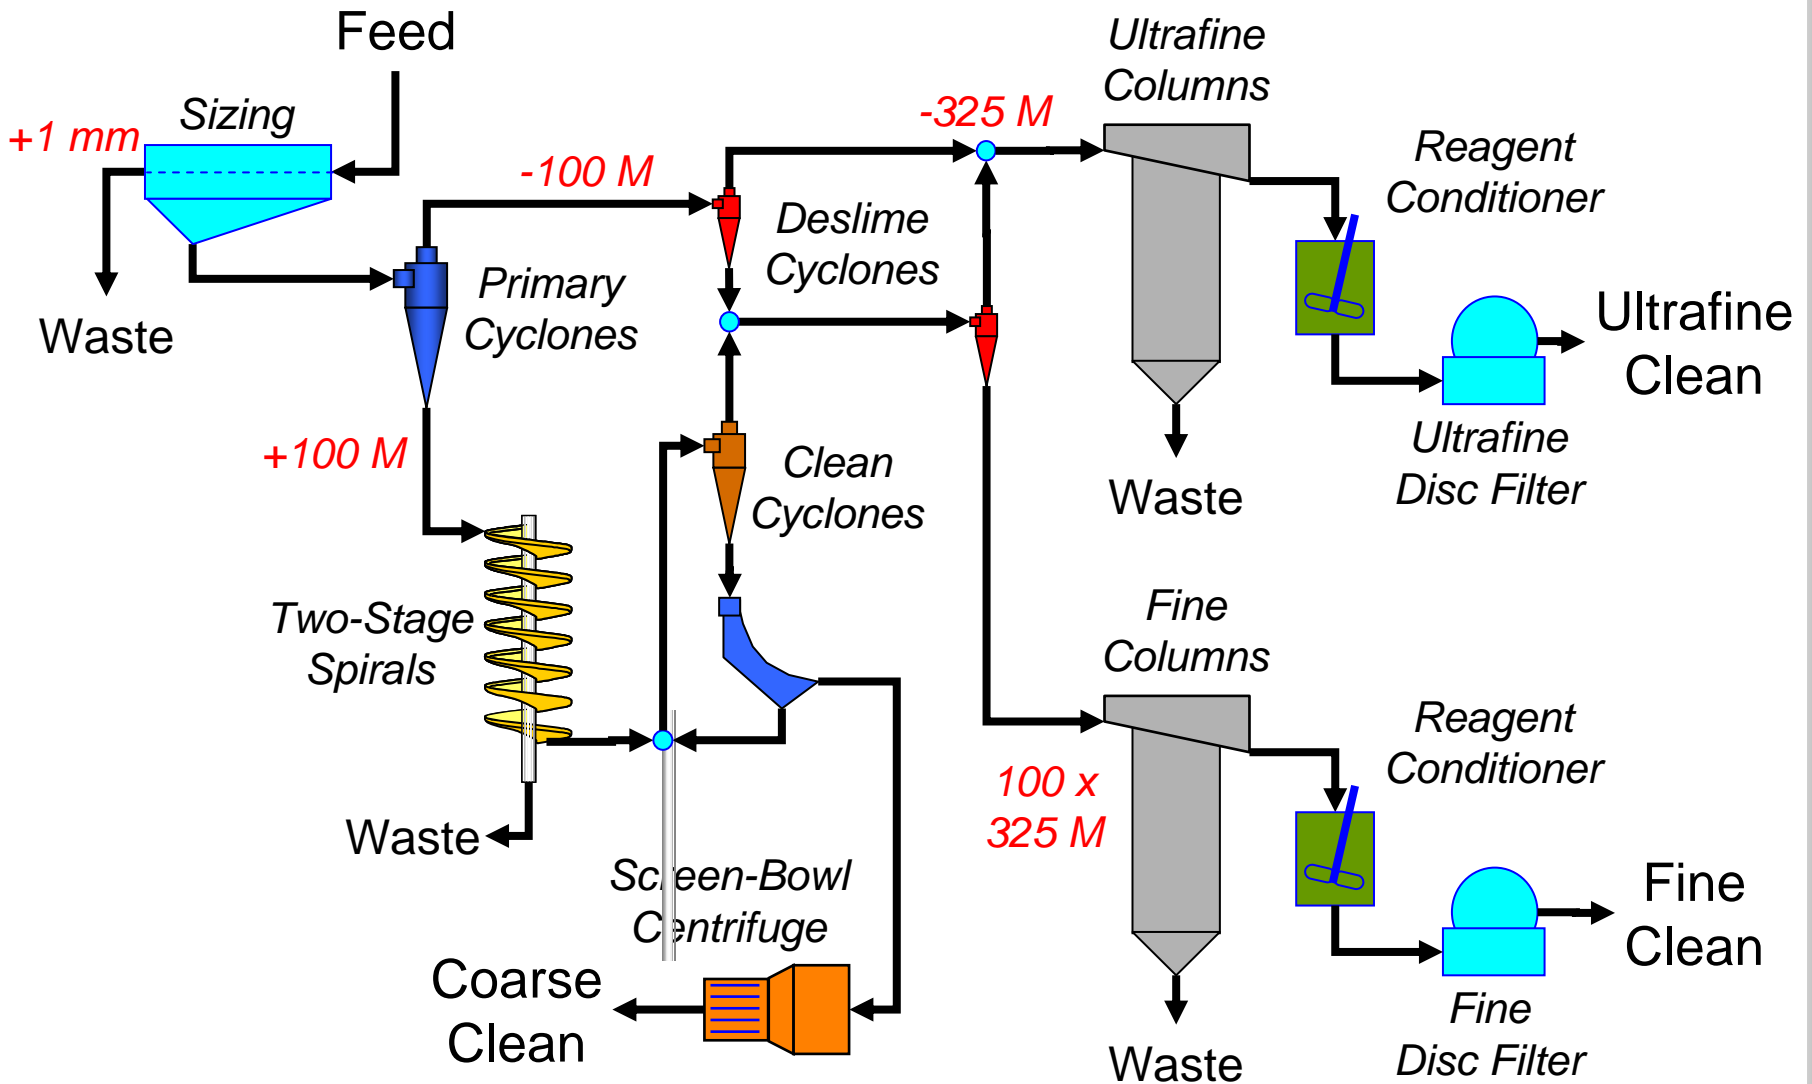 Feed
Sizing
+1 mm
Waste
-100 M
Primary
Cyclones
+100 M
Two-Stage
Spirals
Waste
Deslime
Cyclones
-325 M
Clean
Cyclones
Screen-Bowl
Centrifuge
Coarse
Clean
Ultrafine
Columns
Waste
Reagent
Conditioner
Ultrafine
Disc Filter
Ultrafine
Clean
100 x
325 M
Fine
Columns
Waste
Reagent
Conditioner
Fine
Disc Filter
Fine
Clean